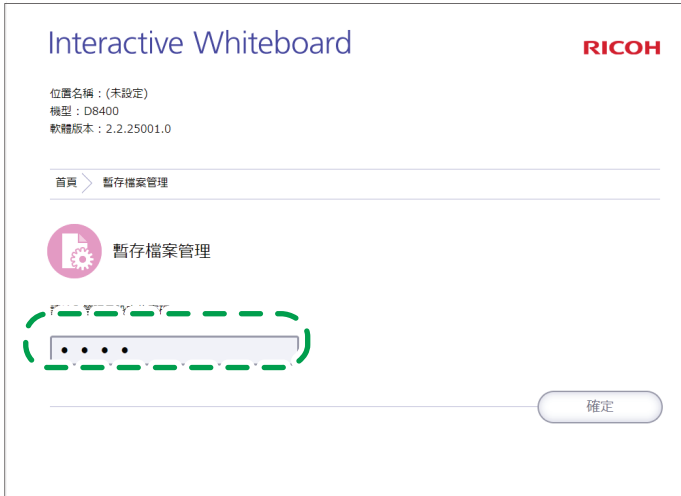 Interactive Whiteboard
RICOH
位置名稱：(未設定)
機型：D8400
軟體版本：2.2.25001.0
首頁
暫存檔案管理
暫存檔案管理
••••
確定